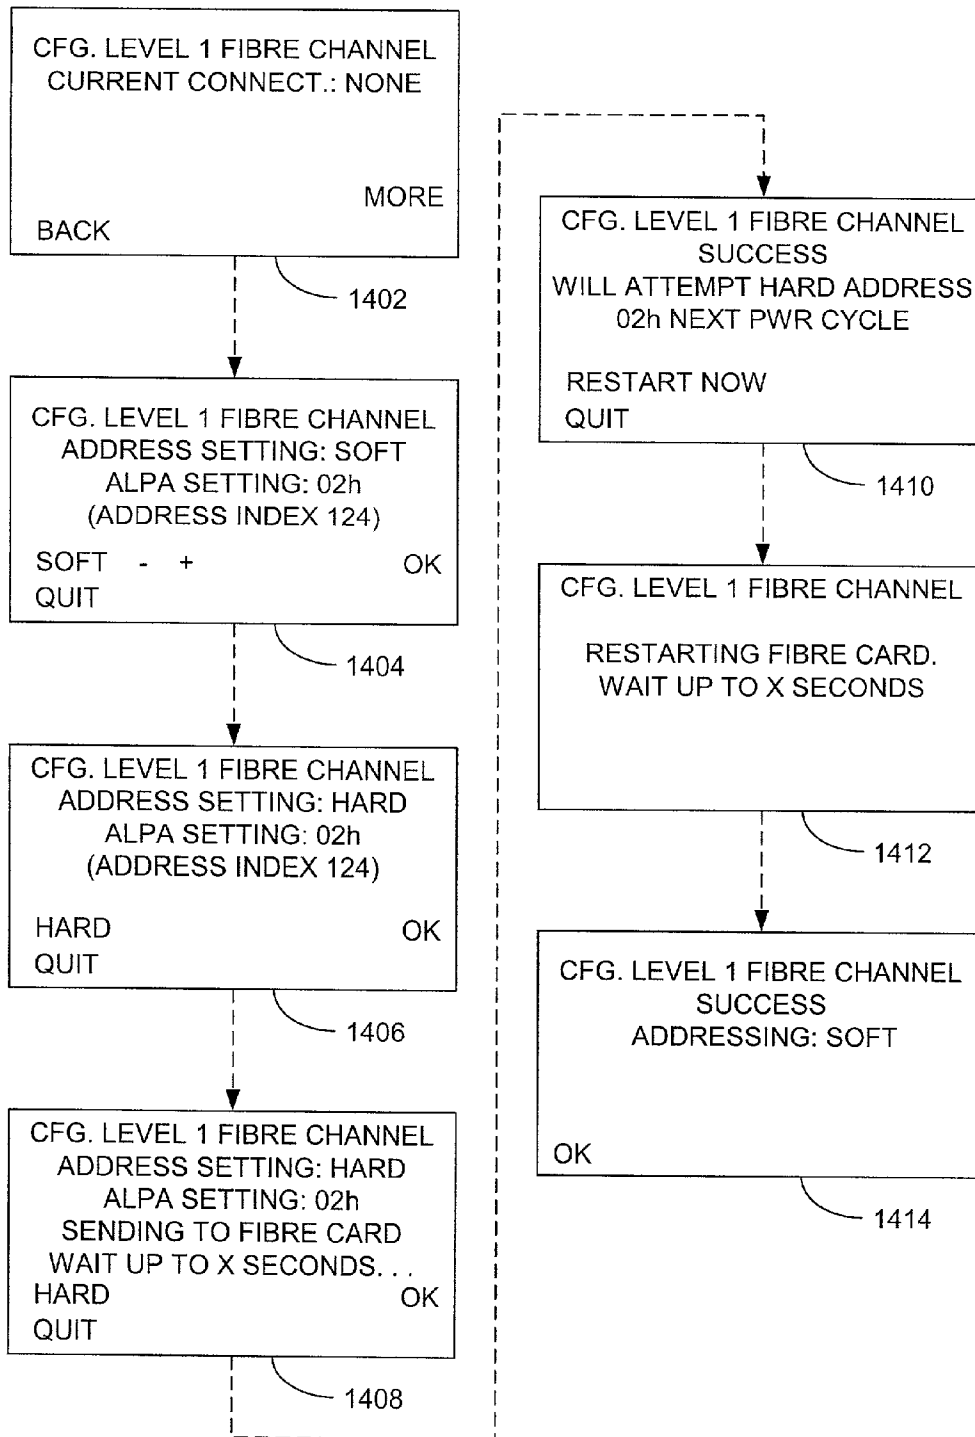 CFG. LEVEL 1 FIBRE CHANNEL
CURRENT CONNECT.: NONE
MORE
BACK
1402
CFG. LEVEL 1 FIBRE CHANNEL
ADDRESS SETTING: SOFT
ALPA SETTING: 02h
(ADDRESS INDEX 124)
SOFT - + OK
QUIT
1404
CFG. LEVEL 1 FIBRE CHANNEL
ADDRESS SETTING: HARD
ALPA SETTING: 02h
(ADDRESS INDEX 124)
HARD OK
QUIT
1406
CFG. LEVEL 1 FIBRE CHANNEL
ADDRESS SETTING: HARD
ALPA SETTING: 02h
SENDING TO FIBRE CARD
WAIT UP TO X SECONDS. . .
HARD OK
QUIT
1408
CFG. LEVEL 1 FIBRE CHANNEL
SUCCESS
WILL ATTEMPT HARD ADDRESS
02h NEXT PWR CYCLE
RESTART NOW
QUIT
1410
CFG. LEVEL 1 FIBRE CHANNEL
RESTARTING FIBRE CARD.
WAIT UP TO X SECONDS
1412
CFG. LEVEL 1 FIBRE CHANNEL
SUCCESS
ADDRESSING: SOFT
OK
1414